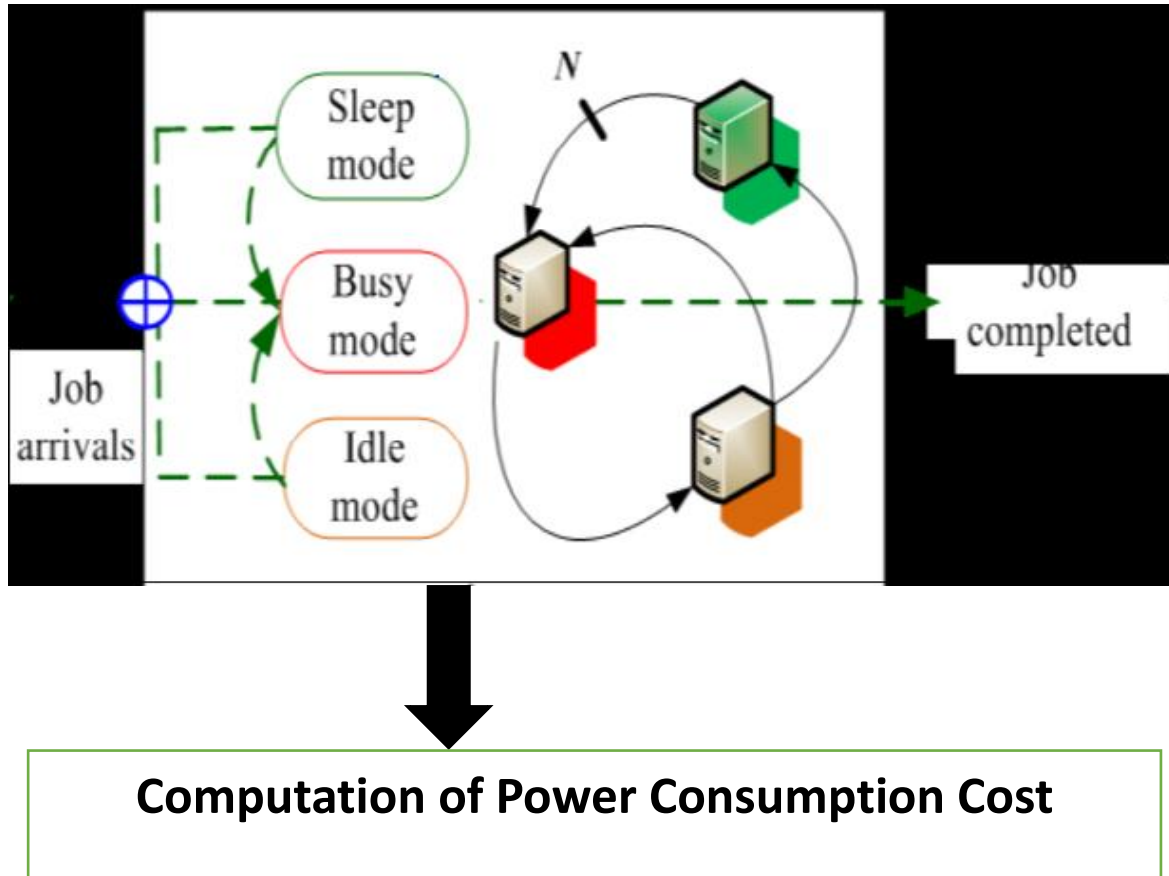 N
Sleep
mode
Busy
mode
Idle
mode
Job
arrivals
Job
completed
Computation of Power Consumption Cost